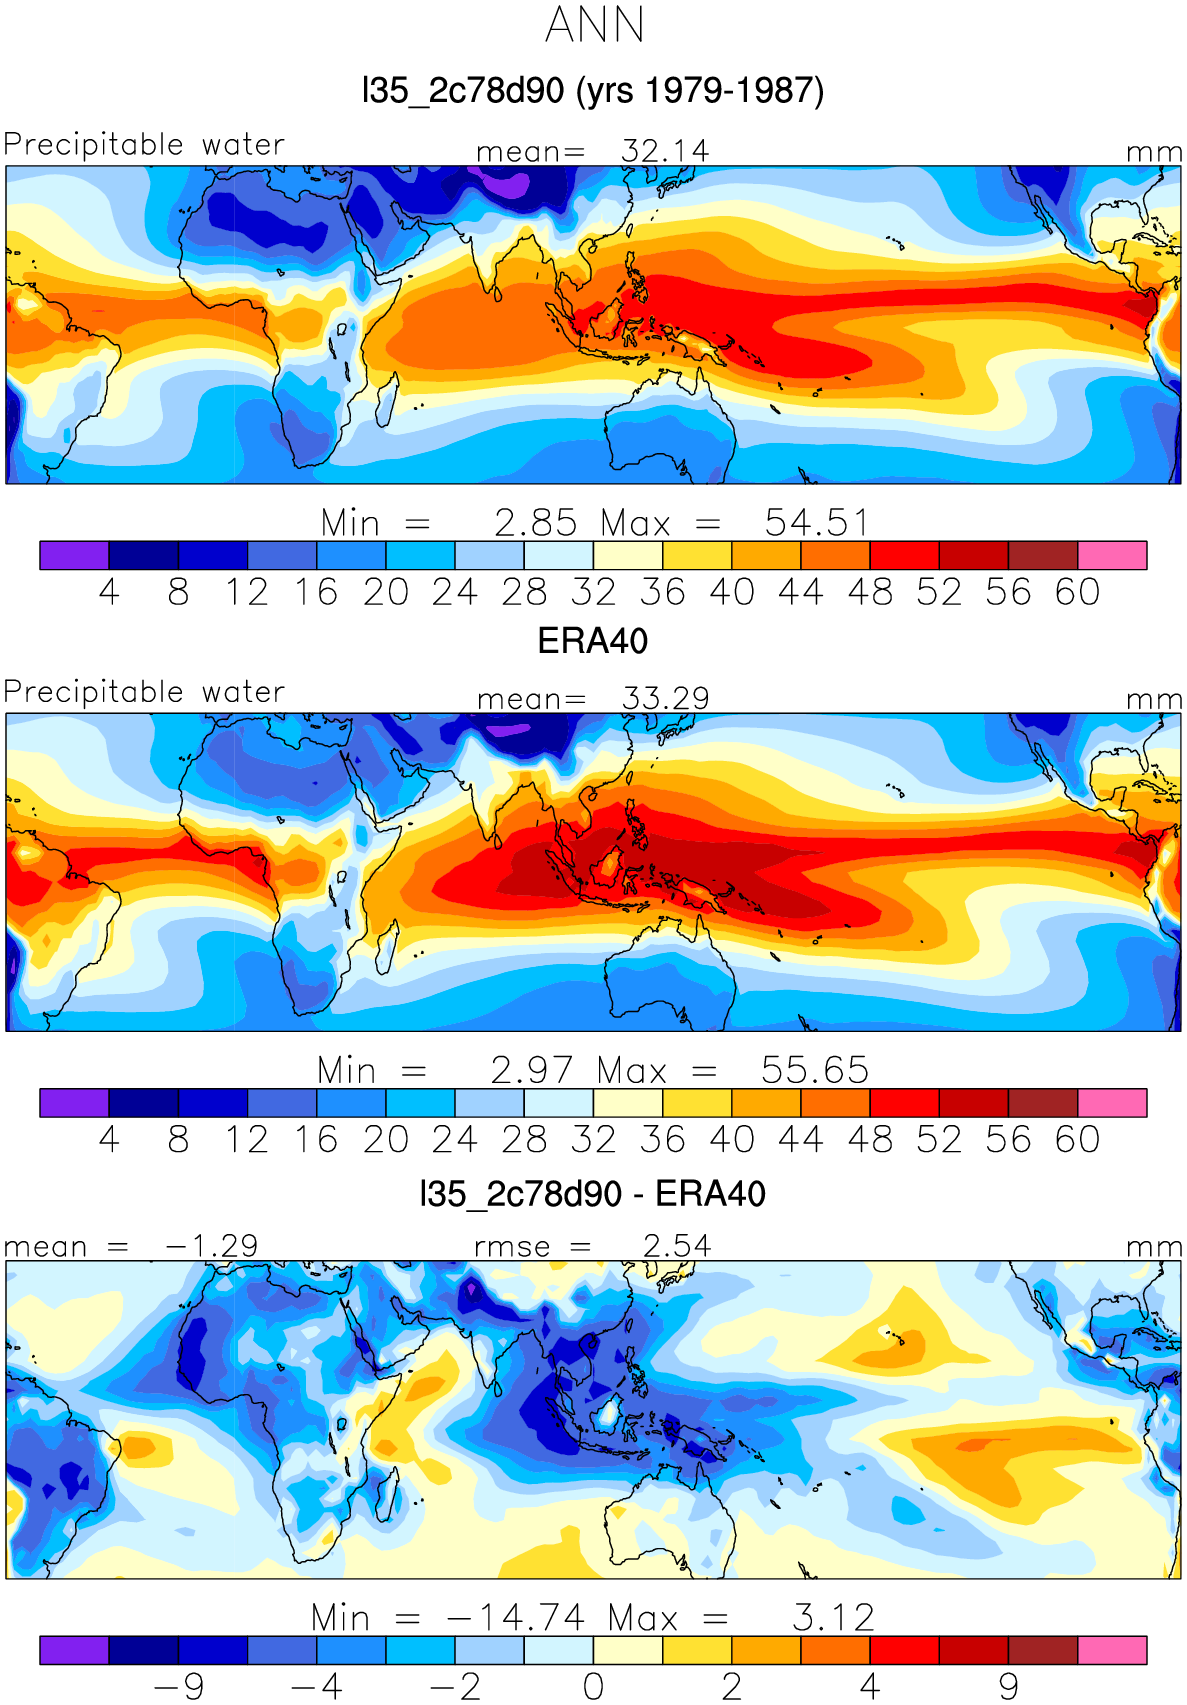 ANN
l35_2c78d90 (yrs 1979-1987)
Precipitable water mean= 32.14 mm
Min = 2.85 Max = 54.51
4 8 12 16 20 24 28 32 36 40 44 48 52 56 60
ERA40
Precipitable water mean= 33.29 mm
Min = 2.97 Max = 55.65
4 8 12 16 20 24 28 32 36 40 44 48 52 56 60
l35_2c78d90 - ERA40
mean = -1.29 rmse = 2.54 mm
Min = -14.74 Max = 3.12
-9 -4 -2 0 2 4 9